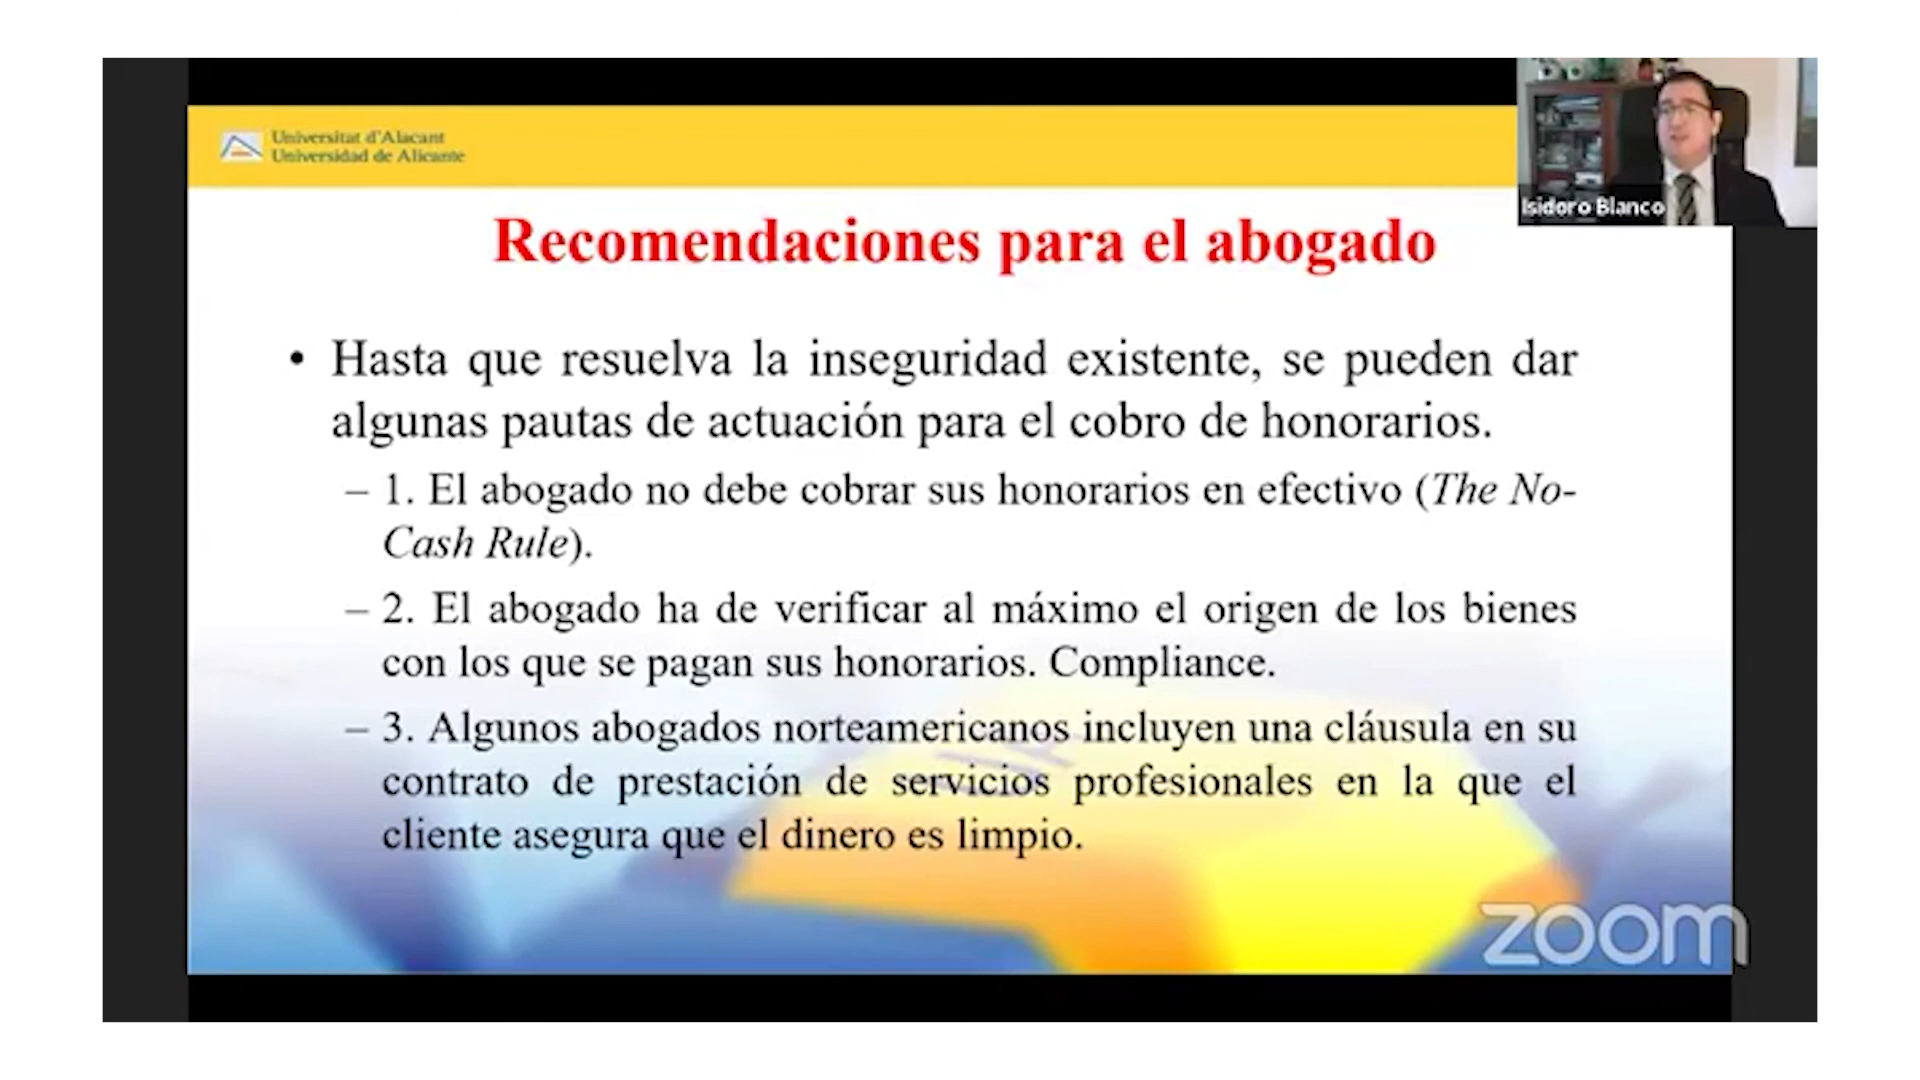 Universitat d'Alacant
Universidad de Alicante
Isidoro Blanco
Recomendaciones para el abogado
• Hasta que resuelva la inseguridad existente, se pueden dar
algunas pautas de actuación para el cobro de honorarios.
– 1. El abogado no debe cobrar sus honorarios en efectivo (The No-
Cash Rule).
– 2. El abogado ha de verificar al máximo el origen de los bienes
con los que se pagan sus honorarios. Compliance.
– 3. Algunos abogados norteamericanos incluyen una cláusula en su
contrato de prestación de servicios profesionales en la que el
cliente asegura que el dinero es limpio.
zoom